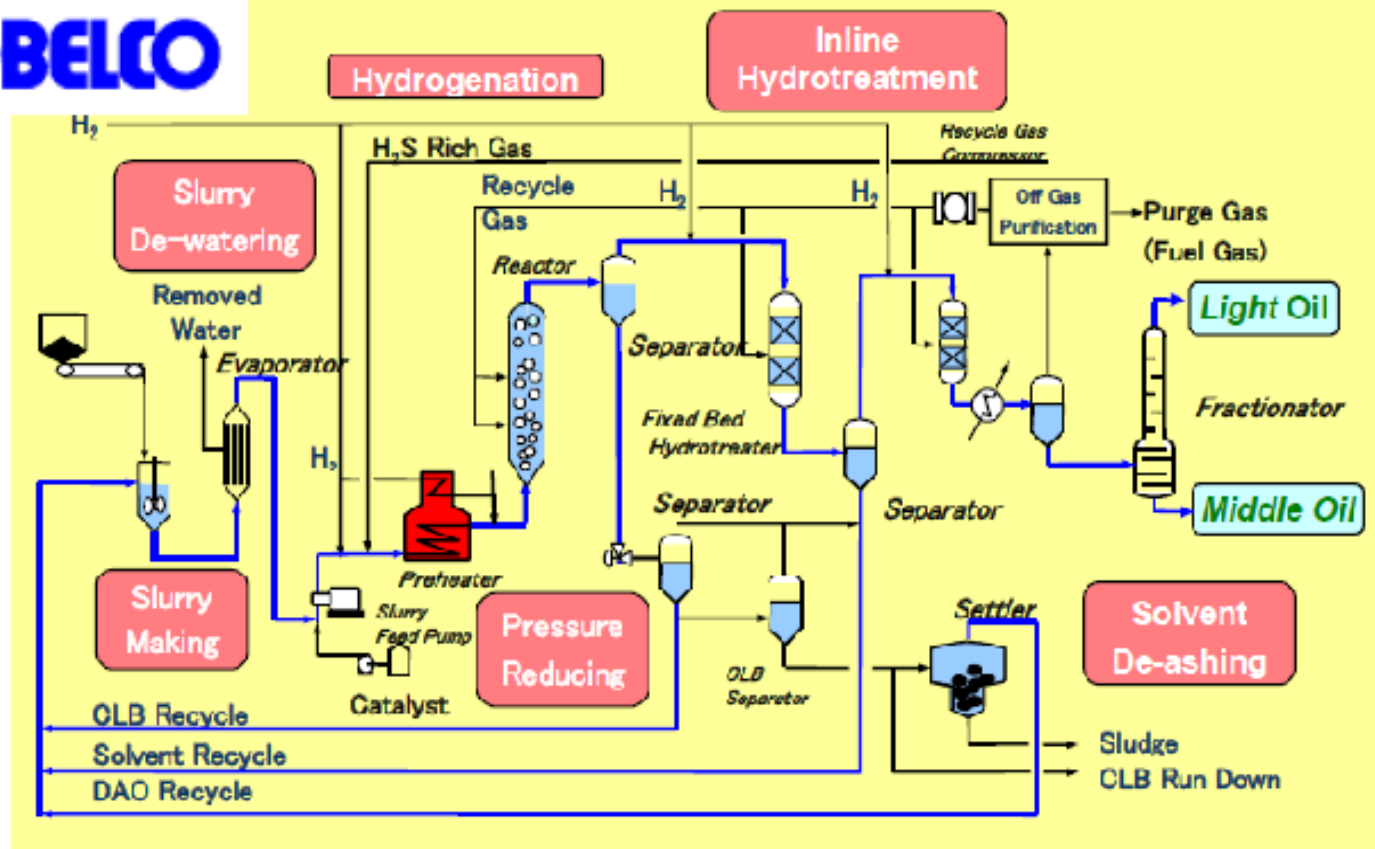 BELCO
Hydrogenation
Inline
Hydrotreatment
H₂
H₂S Rich Gas
Recycle Gas
Compressor
Slurry
De-watering
Recycle
Gas
H₂
H₂
Off Gas
Purification
Purge Gas
(Fuel Gas)
Reactor
Removed
Water
Light Oil
Evaporator
Separator
Fixed Bed
Hydrotreater
Fractionator
H₂
Separator
Separator
Middle Oil
Preheater
Slurry
Making
Slurry
Feed Pump
Pressure
Reducing
Settler
Solvent
De-ashing
CLB
Separator
Catalyst
CLB Recycle
Solvent Recycle
DAO Recycle
Sludge
CLB Run Down